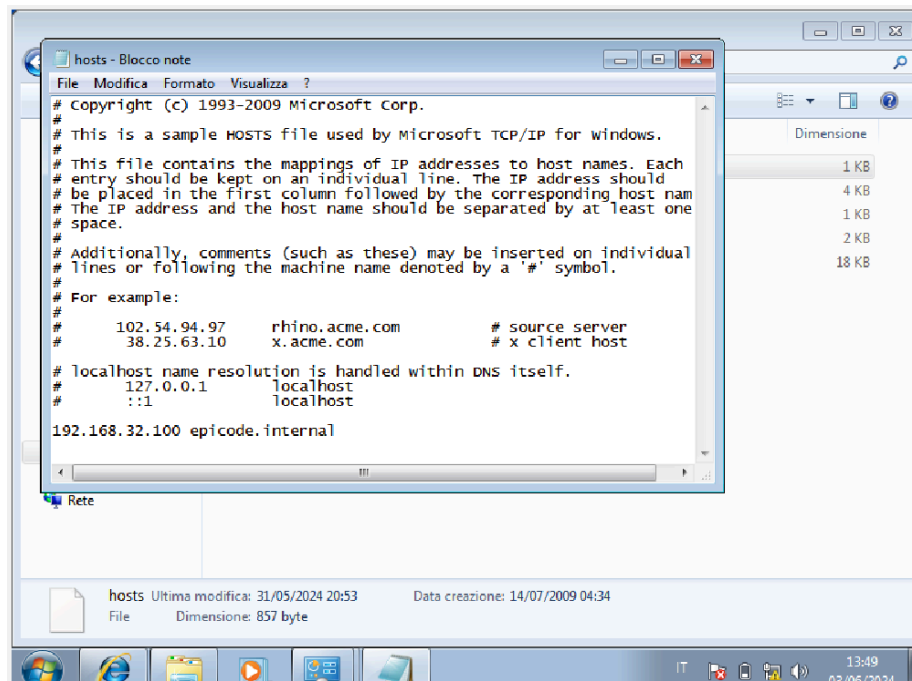 hosts - Blocco note
File Modifica Formato Visualizza ?
# Copyright (c) 1993-2009 Microsoft Corp.
#
# This is a sample HOSTS file used by Microsoft TCP/IP for Windows.
#
# This file contains the mappings of IP addresses to host names. Each
# entry should be kept on an individual line. The IP address should
# be placed in the first column followed by the corresponding host nam
# The IP address and the host name should be separated by at least one
# space.
#
# Additionally, comments (such as these) may be inserted on individual
# lines or following the machine name denoted by a '#' symbol.
#
# For example:
#
# 102.54.94.97 rhino.acme.com # source server
# 38.25.63.10 x.acme.com # x client host
# localhost name resolution is handled within DNS itself.
# 127.0.0.1 localhost
# ::1 localhost
192.168.32.100 epicode.internal
Dimensione
1 KB
4 KB
1 KB
2 KB
18 KB
Rete
hosts Ultima modifica: 31/05/2024 20:53 Data creazione: 14/07/2009 04:34
File Dimensione: 857 byte
IT
13:49
03/06/2024